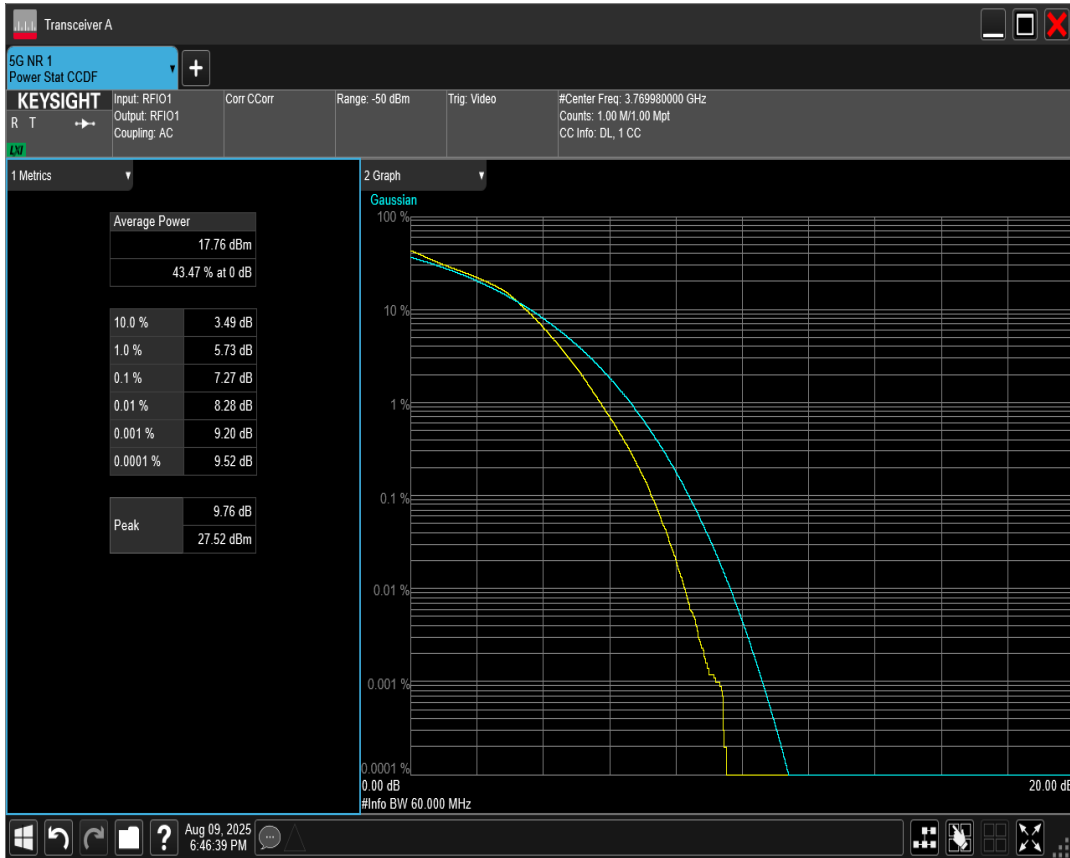 Transceiver A
5G NR 1
Power Stat CCDF
+
KEYSIGHT
R T
LXI
Input: RFIO1
Output: RFIO1
Coupling: AC
Corr CCorr
Range: -50 dBm
Trig: Video
#Center Freq: 3.769980000 GHz
Counts: 1.00 M/1.00 Mpt
CC Info: DL, 1 CC
1 Metrics
Average Power
17.76 dBm
43.47 % at 0 dB
10.0 % 3.49 dB
1.0 % 5.73 dB
0.1 % 7.27 dB
0.01 % 8.28 dB
0.001 % 9.20 dB
0.0001 % 9.52 dB
Peak 9.76 dB
27.52 dBm
2 Graph
Gaussian
100 %
10 %
1 %
0.1 %
0.01 %
0.001 %
0.0001 %
0.00 dB 20.00 dB
#Info BW 60.000 MHz
? Aug 09, 2025
6:46:39 PM